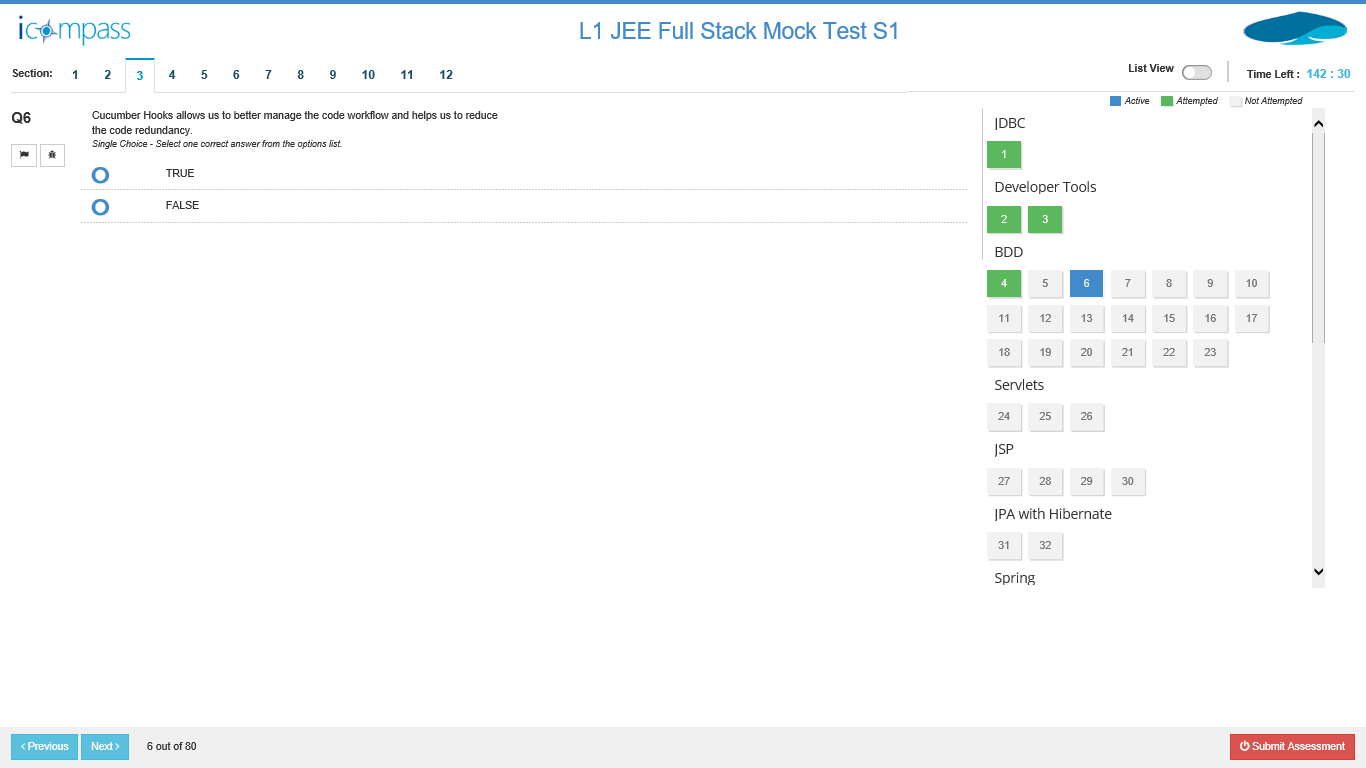 icompass
L1 JEE Full Stack Mock Test S1
Section: 1 2 3 4 5 6 7 8 9 10 11 12
List View
Time Left : 142 : 30
Active Attempted Not Attempted
Q6
Cucumber Hooks allows us to better manage the code workflow and helps us to reduce
the code redundancy.
Single Choice - Select one correct answer from the options list.
TRUE
FALSE
JDBC
1
Developer Tools
2 3
BDD
4 5 6 7 8 9 10
11 12 13 14 15 16 17
18 19 20 21 22 23
Servlets
24 25 26
JSP
27 28 29 30
JPA with Hibernate
31 32
Spring
Previous Next 6 out of 80
Submit Assessment